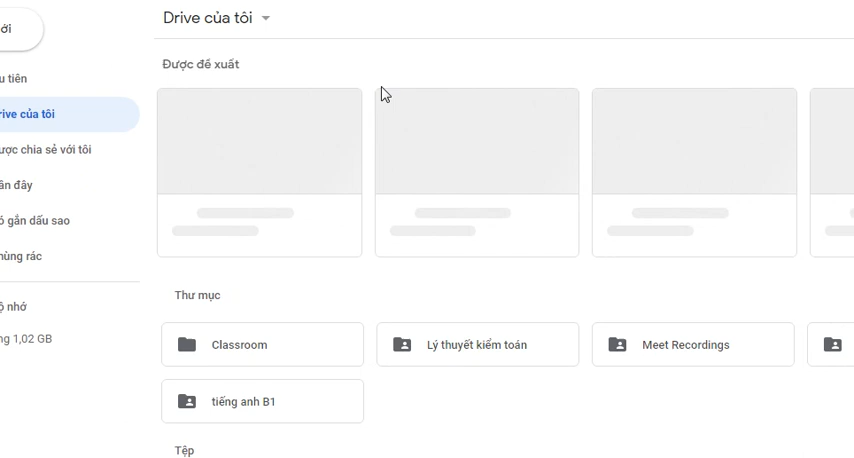 ới
Drive của tôi
Được đề xuất
u tiên
rive của tôi
ược chia sẻ với tôi
ần đây
ó gắn dấu sao
hùng rác
ộ nhớ
ng 1,02 GB
Thư mục
Classroom
Lý thuyết kiểm toán
Meet Recordings
tiếng anh B1
Tệp